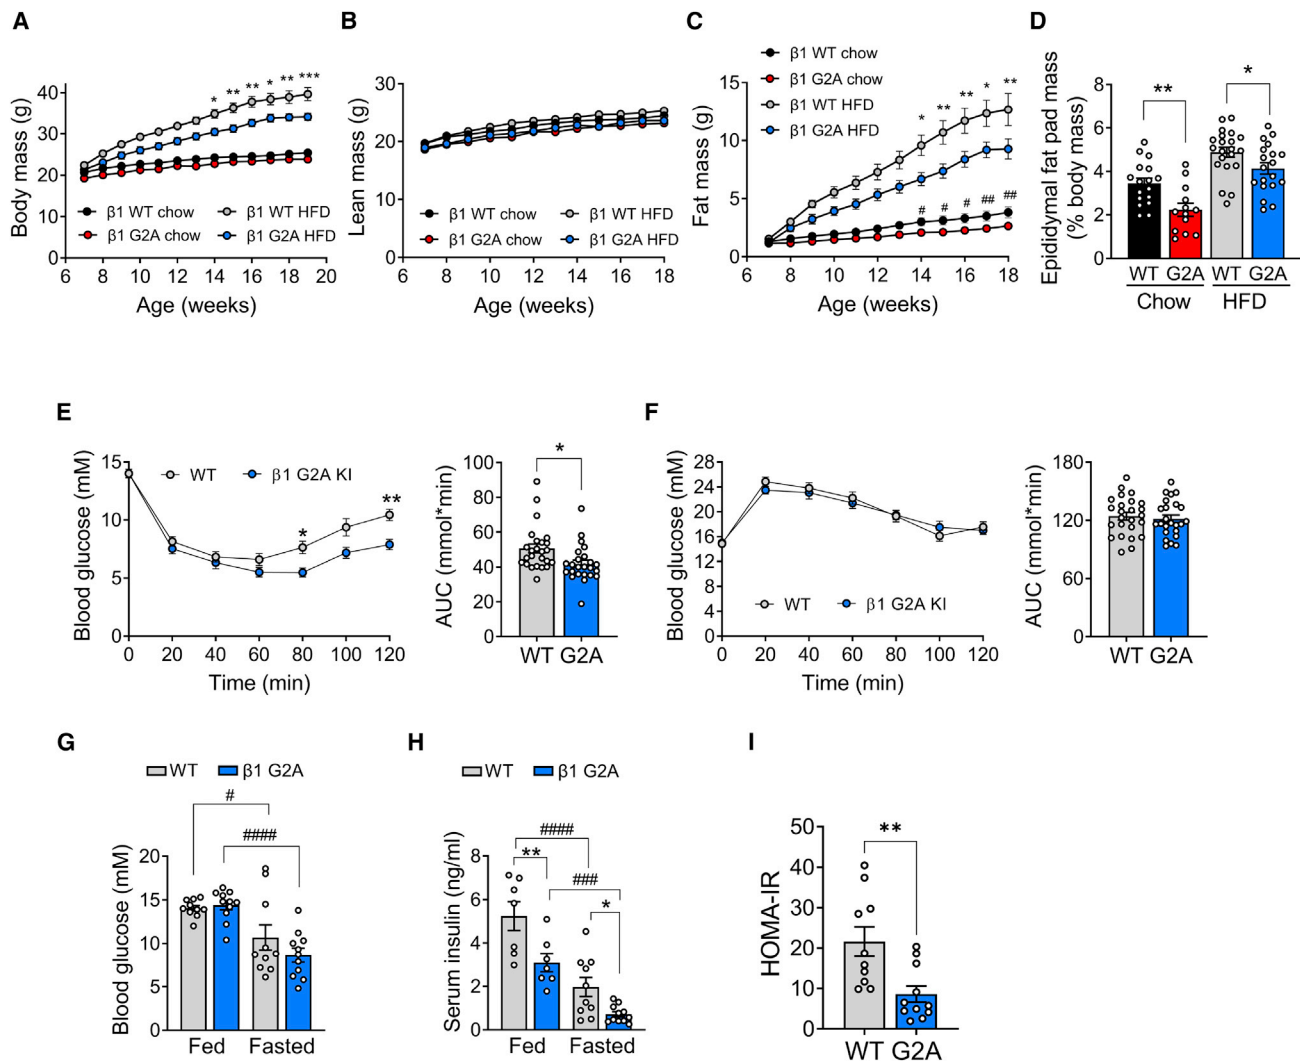 A
Body mass (g)
40
30
20
10
0
* ** ** * ** ***
β1 WT chow
β1 WT HFD
β1 G2A chow
β1 G2A HFD
6 8 10 12 14 16 18 20
Age (weeks)
B
Lean mass (g)
30
20
10
0
β1 WT chow
β1 WT HFD
β1 G2A chow
β1 G2A HFD
6 8 10 12 14 16 18
Age (weeks)
C
β1 WT chow
β1 G2A chow
β1 WT HFD
β1 G2A HFD
Fat mass (g)
15
10
5
0
* ** ** * **
# # # ## ##
6 8 10 12 14 16 18
Age (weeks)
D
Epididymal fat pad mass
(% body mass)
8
6
4
2
0
** *
WT G2A WT G2A
Chow HFD
E
Blood glucose (mM)
15
10
5
0
WT
β1 G2A KI
* **
0 20 40 60 80 100 120
Time (min)
AUC (mmol*min)
100
80
60
40
20
0
*
WT G2A
F
Blood glucose (mM)
28
24
20
16
12
8
4
0
WT
β1 G2A KI
0 20 40 60 80 100 120
Time (min)
AUC (mmol*min)
180
120
60
0
WT G2A
G
WT
β1 G2A
#
####
Blood glucose (mM)
20
15
10
5
0
Fed Fasted
H
WT
β1 G2A
####
**
###
*
Serum insulin (ng/ml)
8
6
4
2
0
Fed Fasted
I
HOMA-IR
50
40
30
20
10
0
**
WT G2A